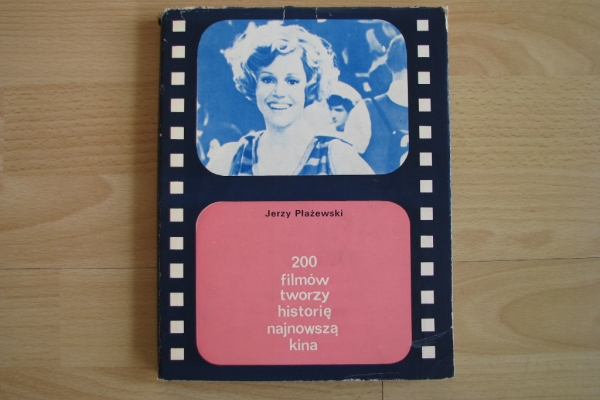 Jerzy Płażewski
200
filmów
tworzy
historię
najnowszą
kina